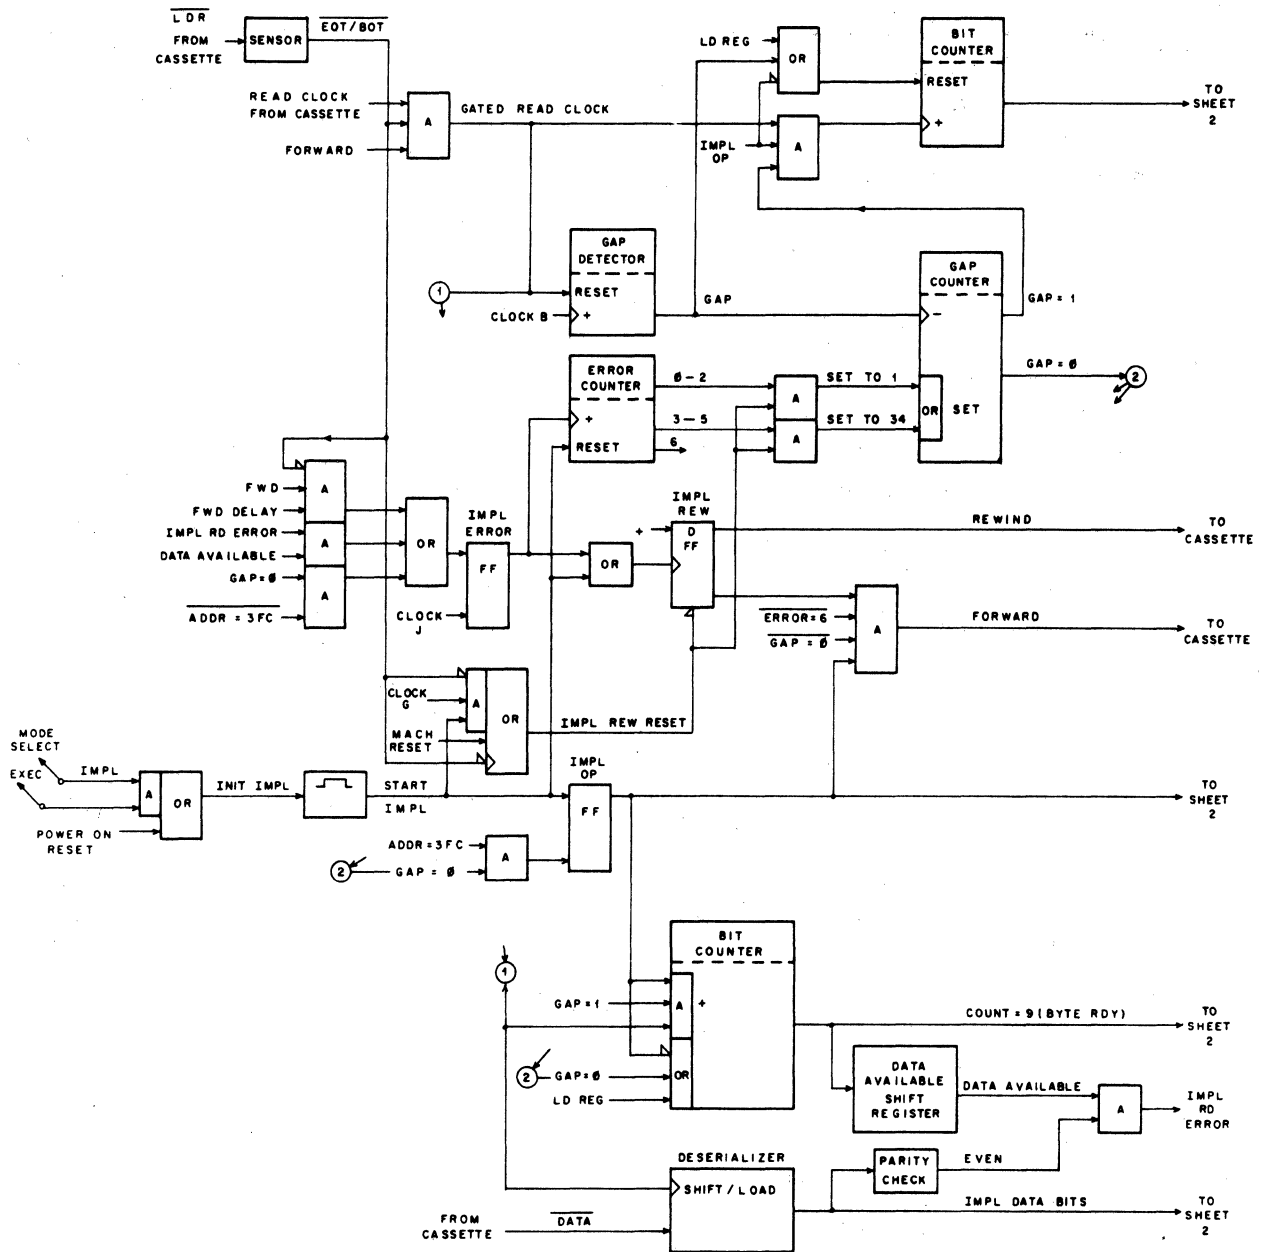 LDR
FROM
CASSETTE
SENSOR
EOT/BOT
READ CLOCK
FROM CASSETTE
FORWARD
A
GATED READ CLOCK
LD REG
OR
IMPL
OP
A
BIT
COUNTER
RESET
+
TO
SHEET
2
1
GAP
DETECTOR
RESET
CLOCK B
+
GAP
GAP
COUNTER
-
GAP=1
GAP=Ø
2
OR
SET
ERROR
COUNTER
+
RESET
Ø-2
3-5
6
A
A
SET TO 1
SET TO 34
FWD
FWD DELAY
IMPL RD ERROR
DATA AVAILABLE
GAP=Ø
ADDR = 3FC
A
A
A
OR
IMPL
ERROR
FF
CLOCK
J
OR
+
IMPL
REW
D
FF
REWIND
TO
CASSETTE
ERROR=6
GAP=Ø
A
FORWARD
TO
CASSETTE
CLOCK
G
MACH
RESET
A
OR
IMPL REW RESET
MODE
SELECT
IMPL
EXEC
A
OR
POWER ON
RESET
INIT IMPL
START
IMPL
IMPL
OP
FF
TO
SHEET
2
ADDR=3FC
2
GAP = Ø
A
BIT
COUNTER
1
GAP=1
A
+
2
GAP=Ø
OR
LD REG
COUNT=9(BYTE RDY)
TO
SHEET
2
DATA
AVAILABLE
SHIFT
REGISTER
DATA AVAILABLE
A
IMPL
RD
ERROR
PARITY
CHECK
EVEN
DESERIALIZER
SHIFT/LOAD
IMPL DATA BITS
TO
SHEET
2
FROM
CASSETTE
DATA